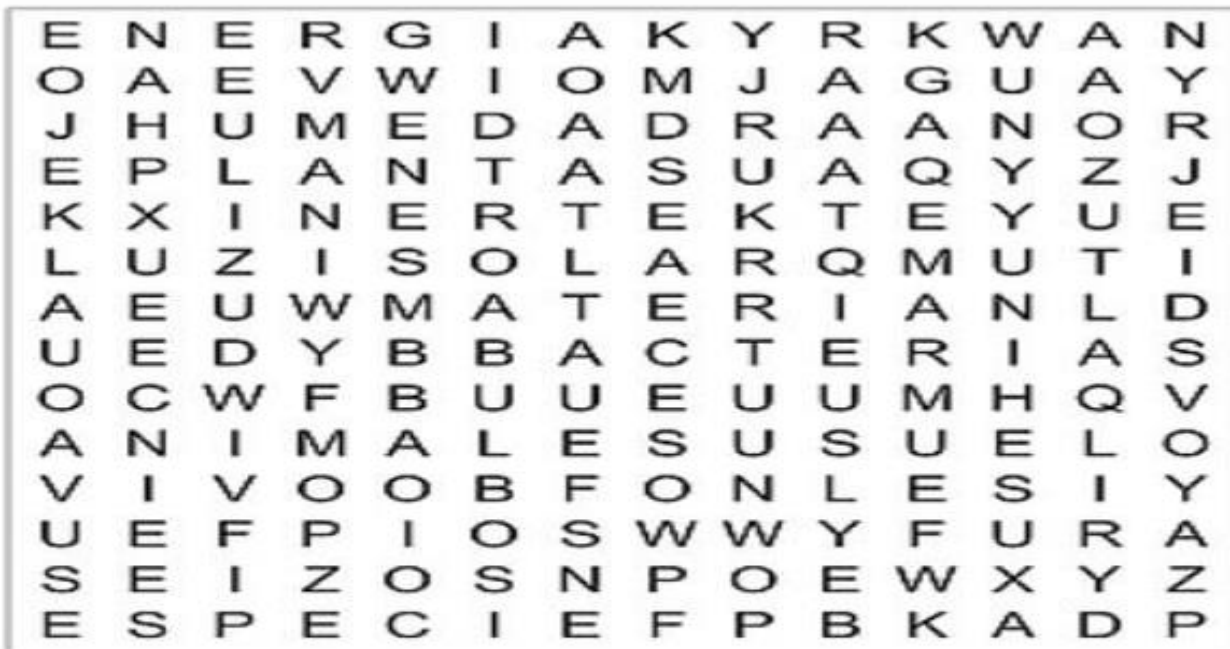 E N E R G I A K Y R K W A N
O A E V W I O M J A G U A Y
J H U M E D A D R A A N O R
E P L A N T A S U A Q Y Z J
K X I N E R T E K T E Y U E
L U Z I S O L A R Q M U T I
A E U W M A T E R I A N L D
U E D Y B B A C T E R I A S
O C W F B U U E U U M H Q V
A N I M A L E S U S U E L O
V I V O O B F O N L E S I Y
U E F P I O S W W Y F U R A
S E I Z O S N P O E W X Y Z
E S P E C I E F P B K A D P